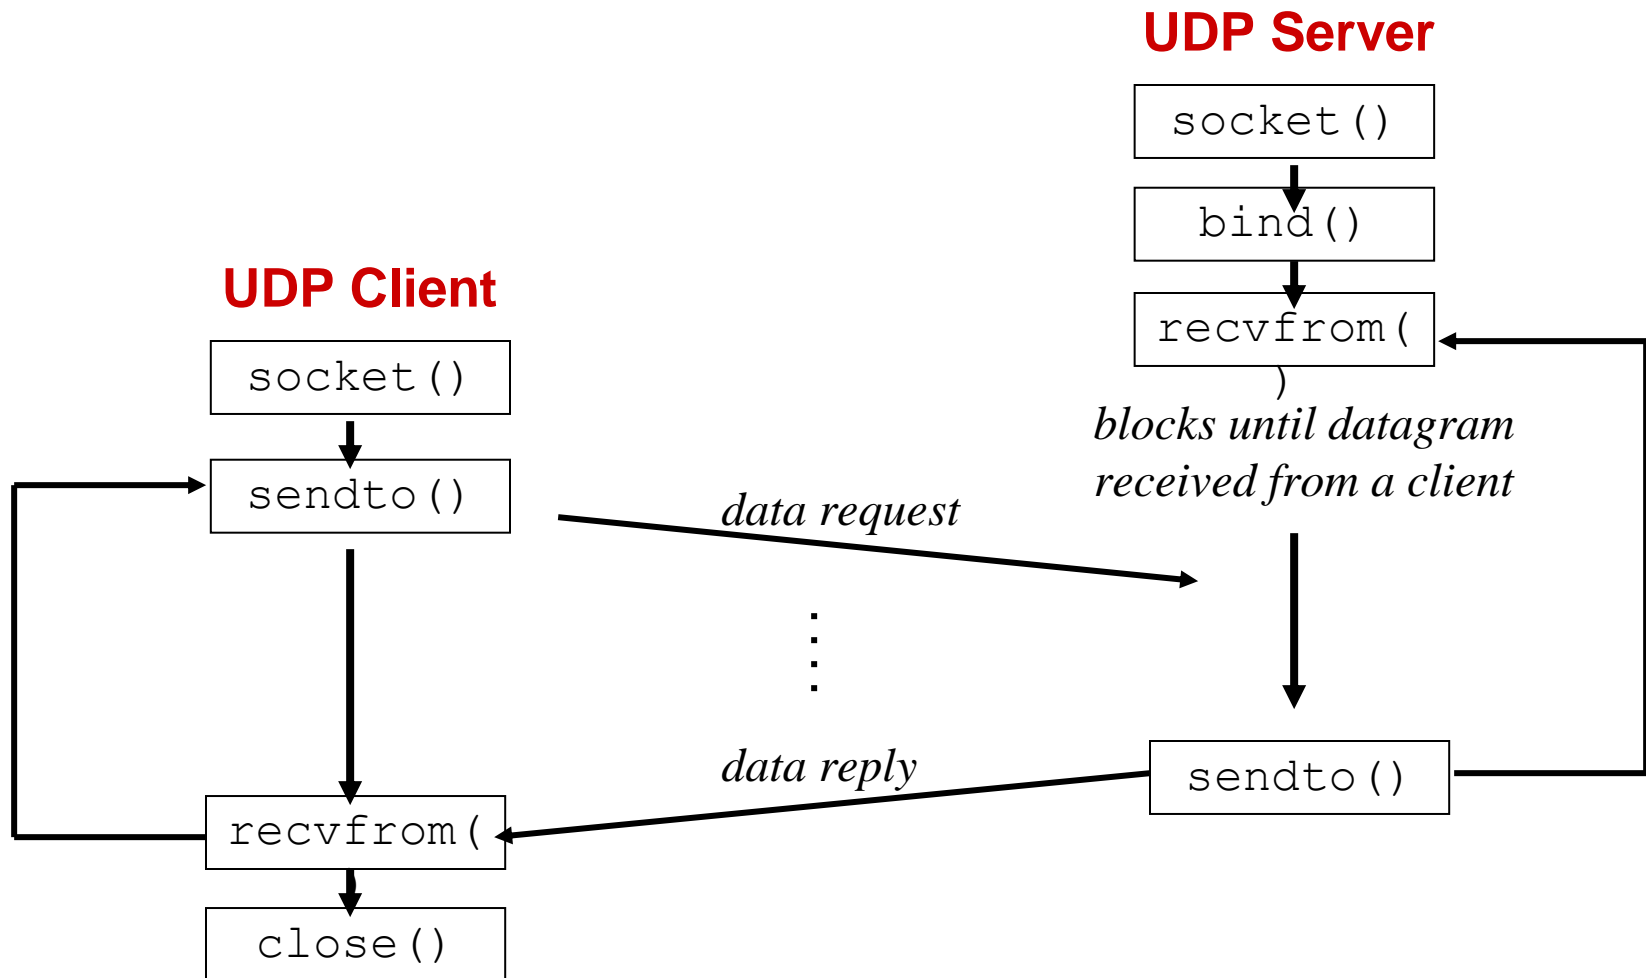 UDP Server
socket()
bind()
recvfrom(
)
blocks until datagram
received from a client
UDP Client
socket()
sendto()
data request
data reply
sendto()
recvfrom(
)
close()